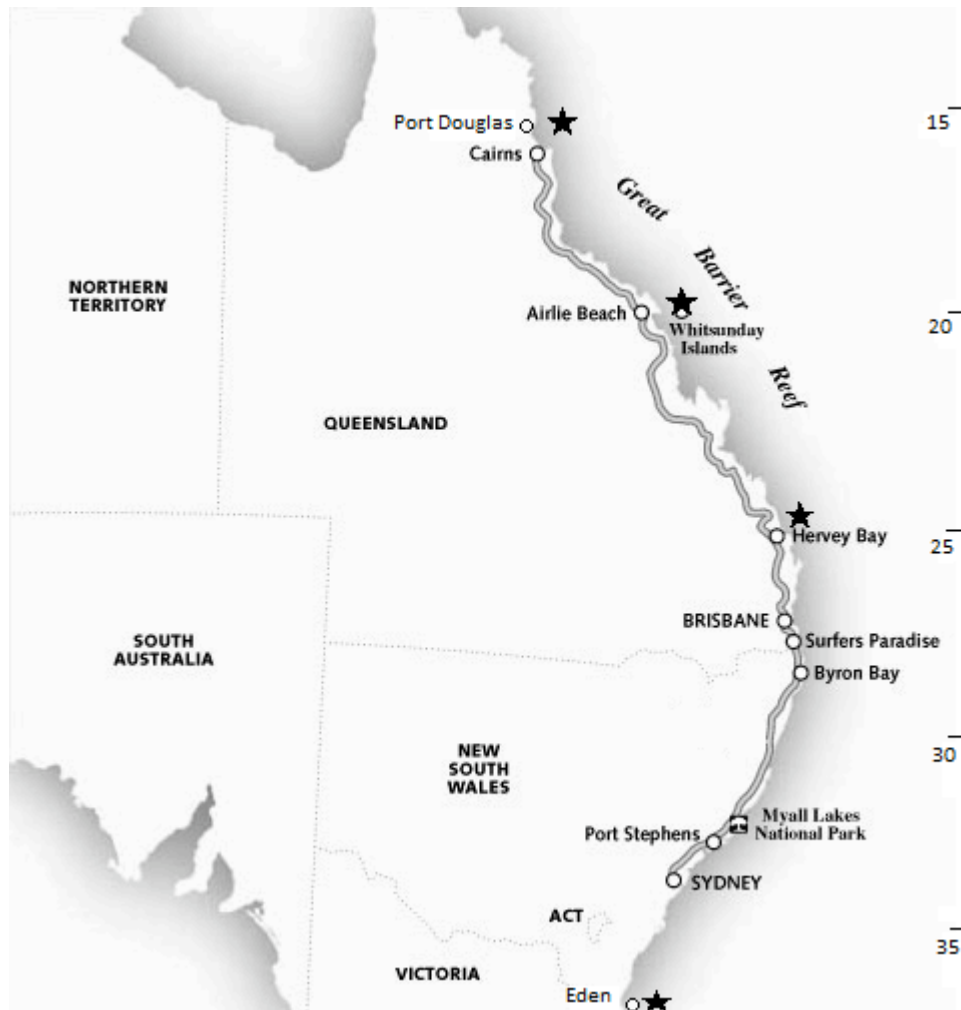 15
Port Douglas
Cairns
Great
Barrier
Reef
NORTHERN
TERRITORY
Airlie Beach
20
Whitsunday
Islands
QUEENSLAND
25
Hervey Bay
BRISBANE
SOUTH
AUSTRALIA
Surfers Paradise
Byron Bay
30
NEW
SOUTH
WALES
Myall Lakes
National Park
Port Stephens
SYDNEY
ACT
35
VICTORIA
Eden